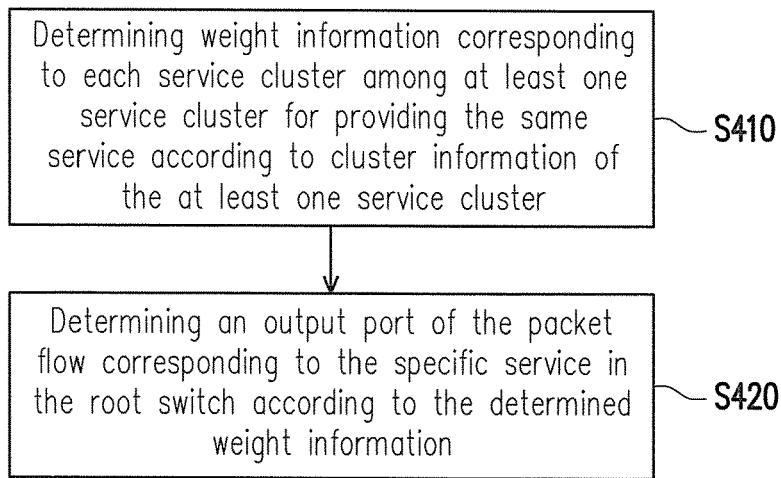 Determining weight information corresponding
to each service cluster among at least one
service cluster for providing the same
service according to cluster information of
the at least one service cluster
S410
Determining an output port of the packet
flow corresponding to the specific service in
the root switch according to the determined
weight information
S420